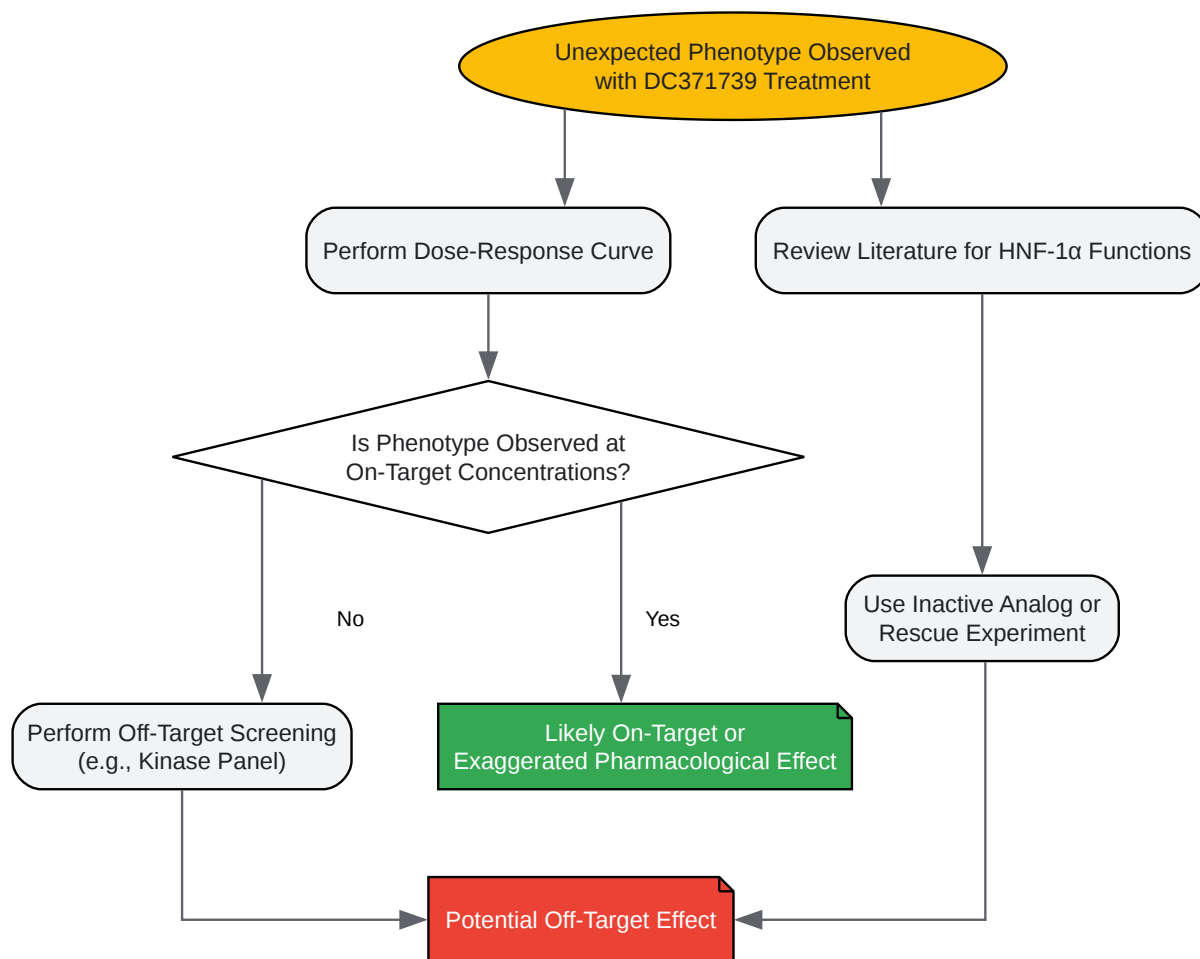 Unexpected Phenotype Observed
with DC371739 Treatment
Perform Dose-Response Curve
Review Literature for HNF-1α Functions
Is Phenotype Observed at
On-Target Concentrations?
Use Inactive Analog or
Rescue Experiment
No
Yes
Perform Off-Target Screening
(e.g., Kinase Panel)
Likely On-Target or
Exaggerated Pharmacological Effect
Potential Off-Target Effect